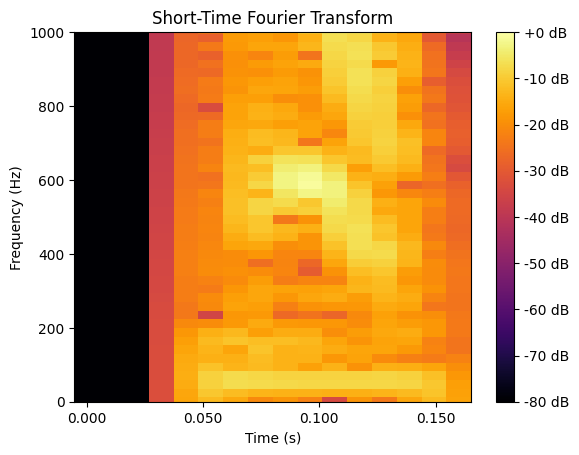 Short-Time Fourier Transform
1000
800
600
400
200
0
Frequency (Hz)
0.000
0.050
0.100
0.150
Time (s)
+0 dB
-10 dB
-20 dB
-30 dB
-40 dB
-50 dB
-60 dB
-70 dB
-80 dB